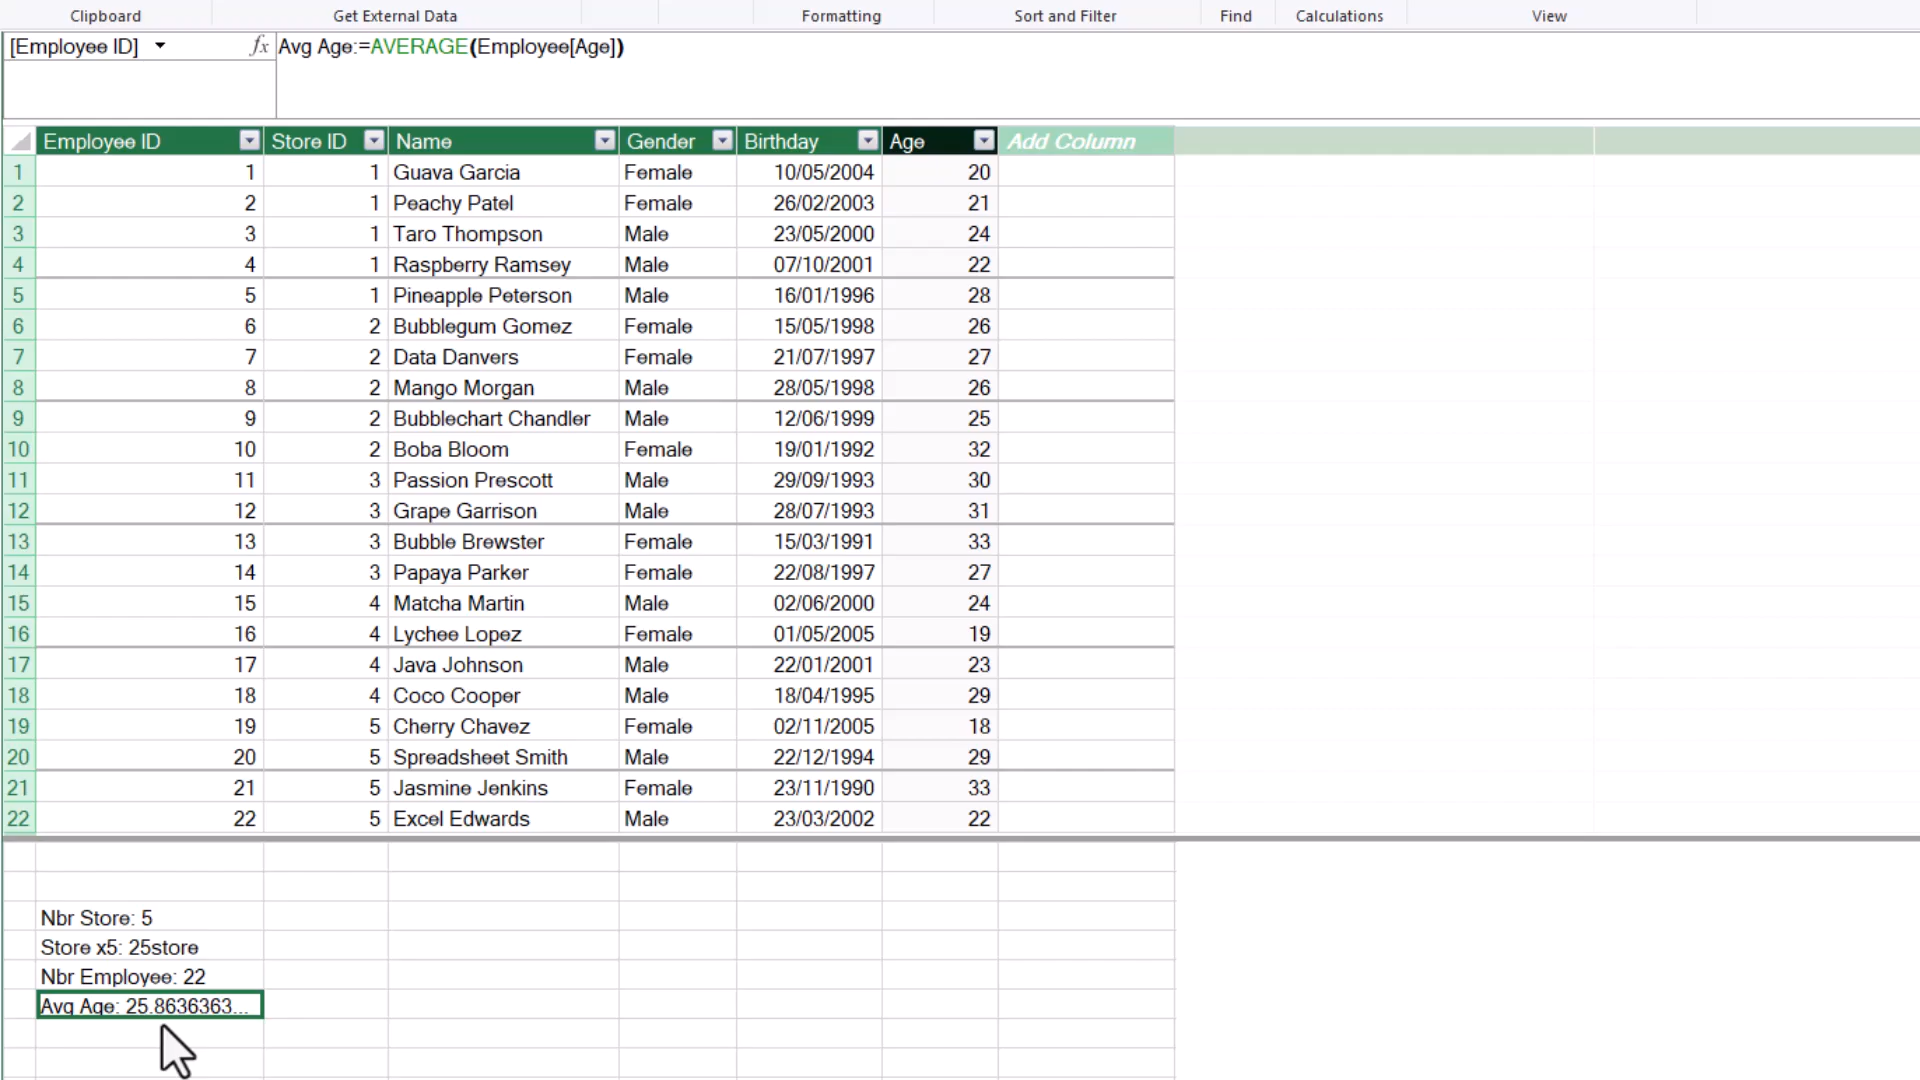 Clipboard Get External Data Formatting Sort and Filter Find Calculations View
[Employee ID] fx Avg Age:=AVERAGE(Employee[Age])
Employee ID Store ID Name Gender Birthday Age Add Column
1 1 1 Guava Garcia Female 10/05/2004 20
2 2 1 Peachy Patel Female 26/02/2003 21
3 3 1 Taro Thompson Male 23/05/2000 24
4 4 1 Raspberry Ramsey Male 07/10/2001 22
5 5 1 Pineapple Peterson Male 16/01/1996 28
6 6 2 Bubblegum Gomez Female 15/05/1998 26
7 7 2 Data Danvers Female 21/07/1997 27
8 8 2 Mango Morgan Male 28/05/1998 26
9 9 2 Bubblechart Chandler Male 12/06/1999 25
10 10 2 Boba Bloom Female 19/01/1992 32
11 11 3 Passion Prescott Male 29/09/1993 30
12 12 3 Grape Garrison Male 28/07/1993 31
13 13 3 Bubble Brewster Female 15/03/1991 33
14 14 3 Papaya Parker Female 22/08/1997 27
15 15 4 Matcha Martin Male 02/06/2000 24
16 16 4 Lychee Lopez Female 01/05/2005 19
17 17 4 Java Johnson Male 22/01/2001 23
18 18 4 Coco Cooper Male 18/04/1995 29
19 19 5 Cherry Chavez Female 02/11/2005 18
20 20 5 Spreadsheet Smith Male 22/12/1994 29
21 21 5 Jasmine Jenkins Female 23/11/1990 33
22 22 5 Excel Edwards Male 23/03/2002 22
Nbr Store: 5
Store x5: 25store
Nbr Employee: 22
Avg Age: 25.8636363...